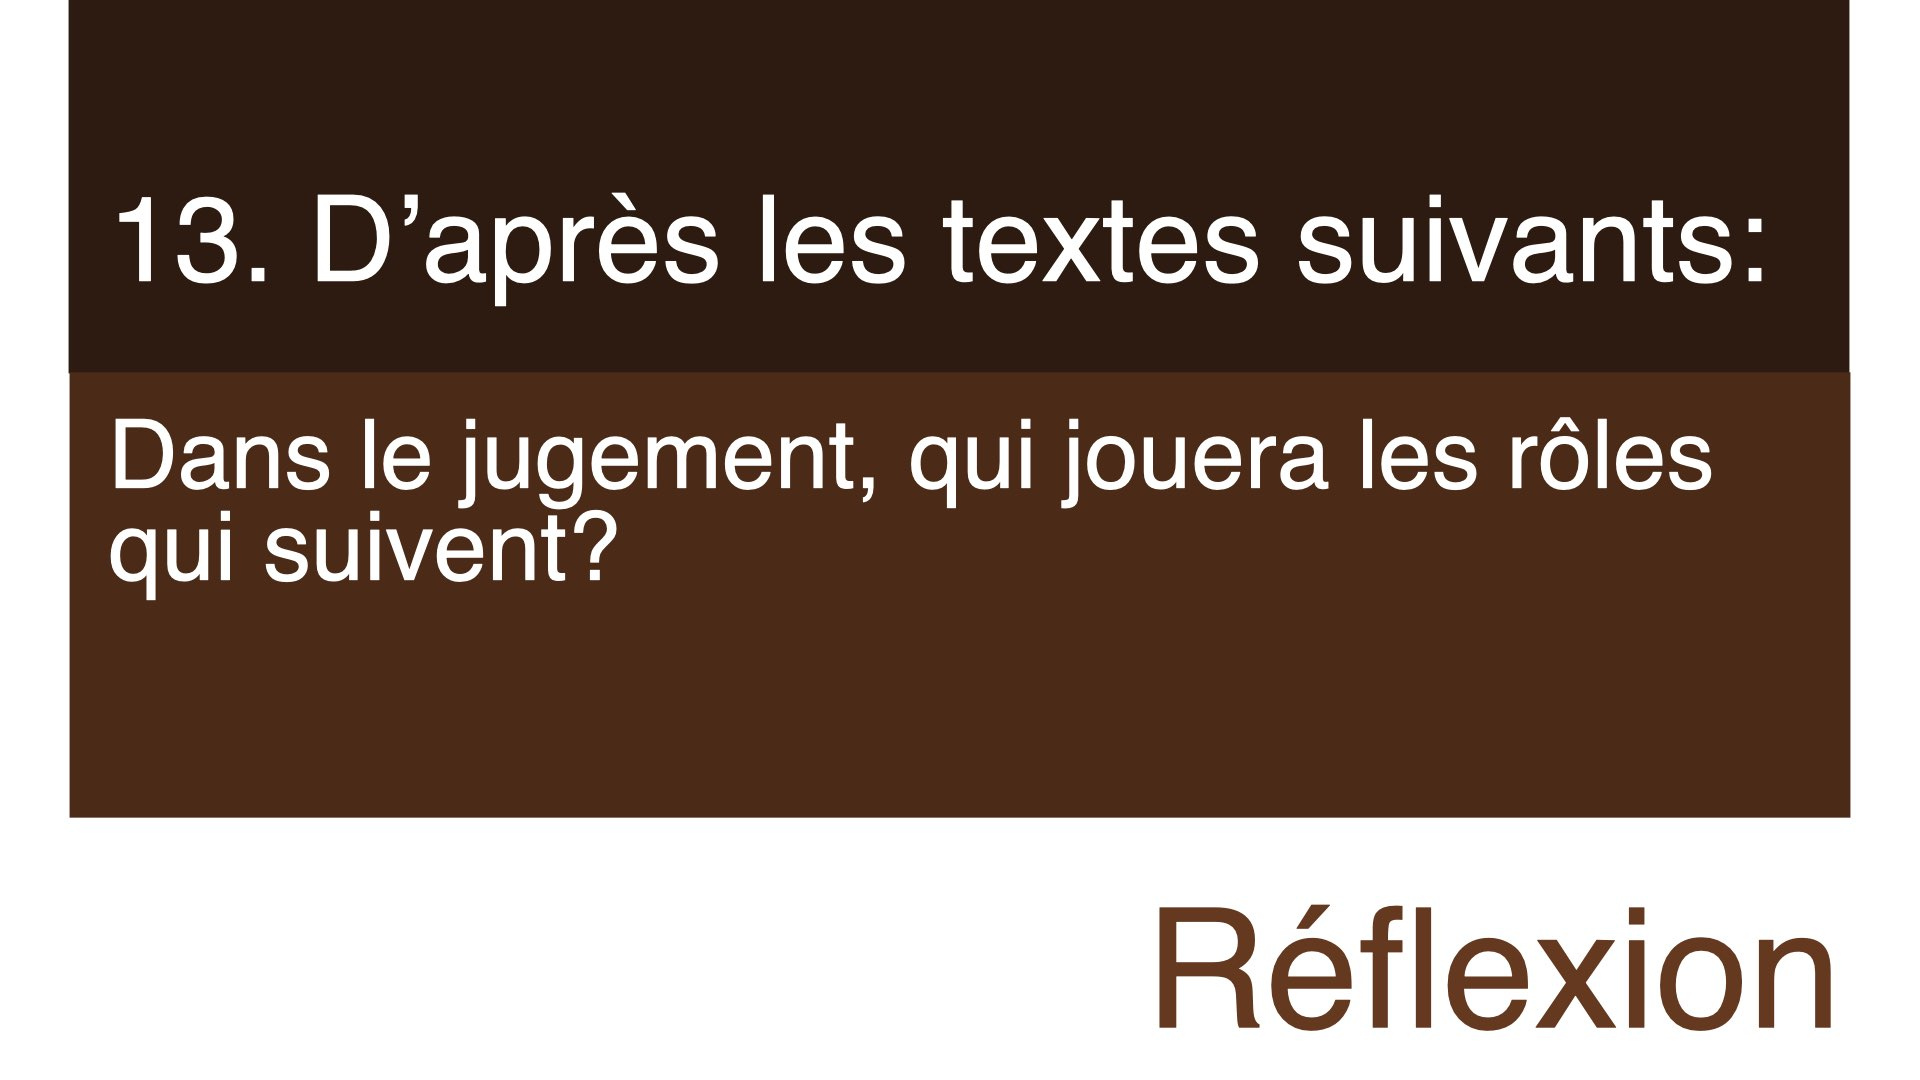 13. D’après les textes suivants:
Dans le jugement, qui jouera les rôles
qui suivent?
Réflexion